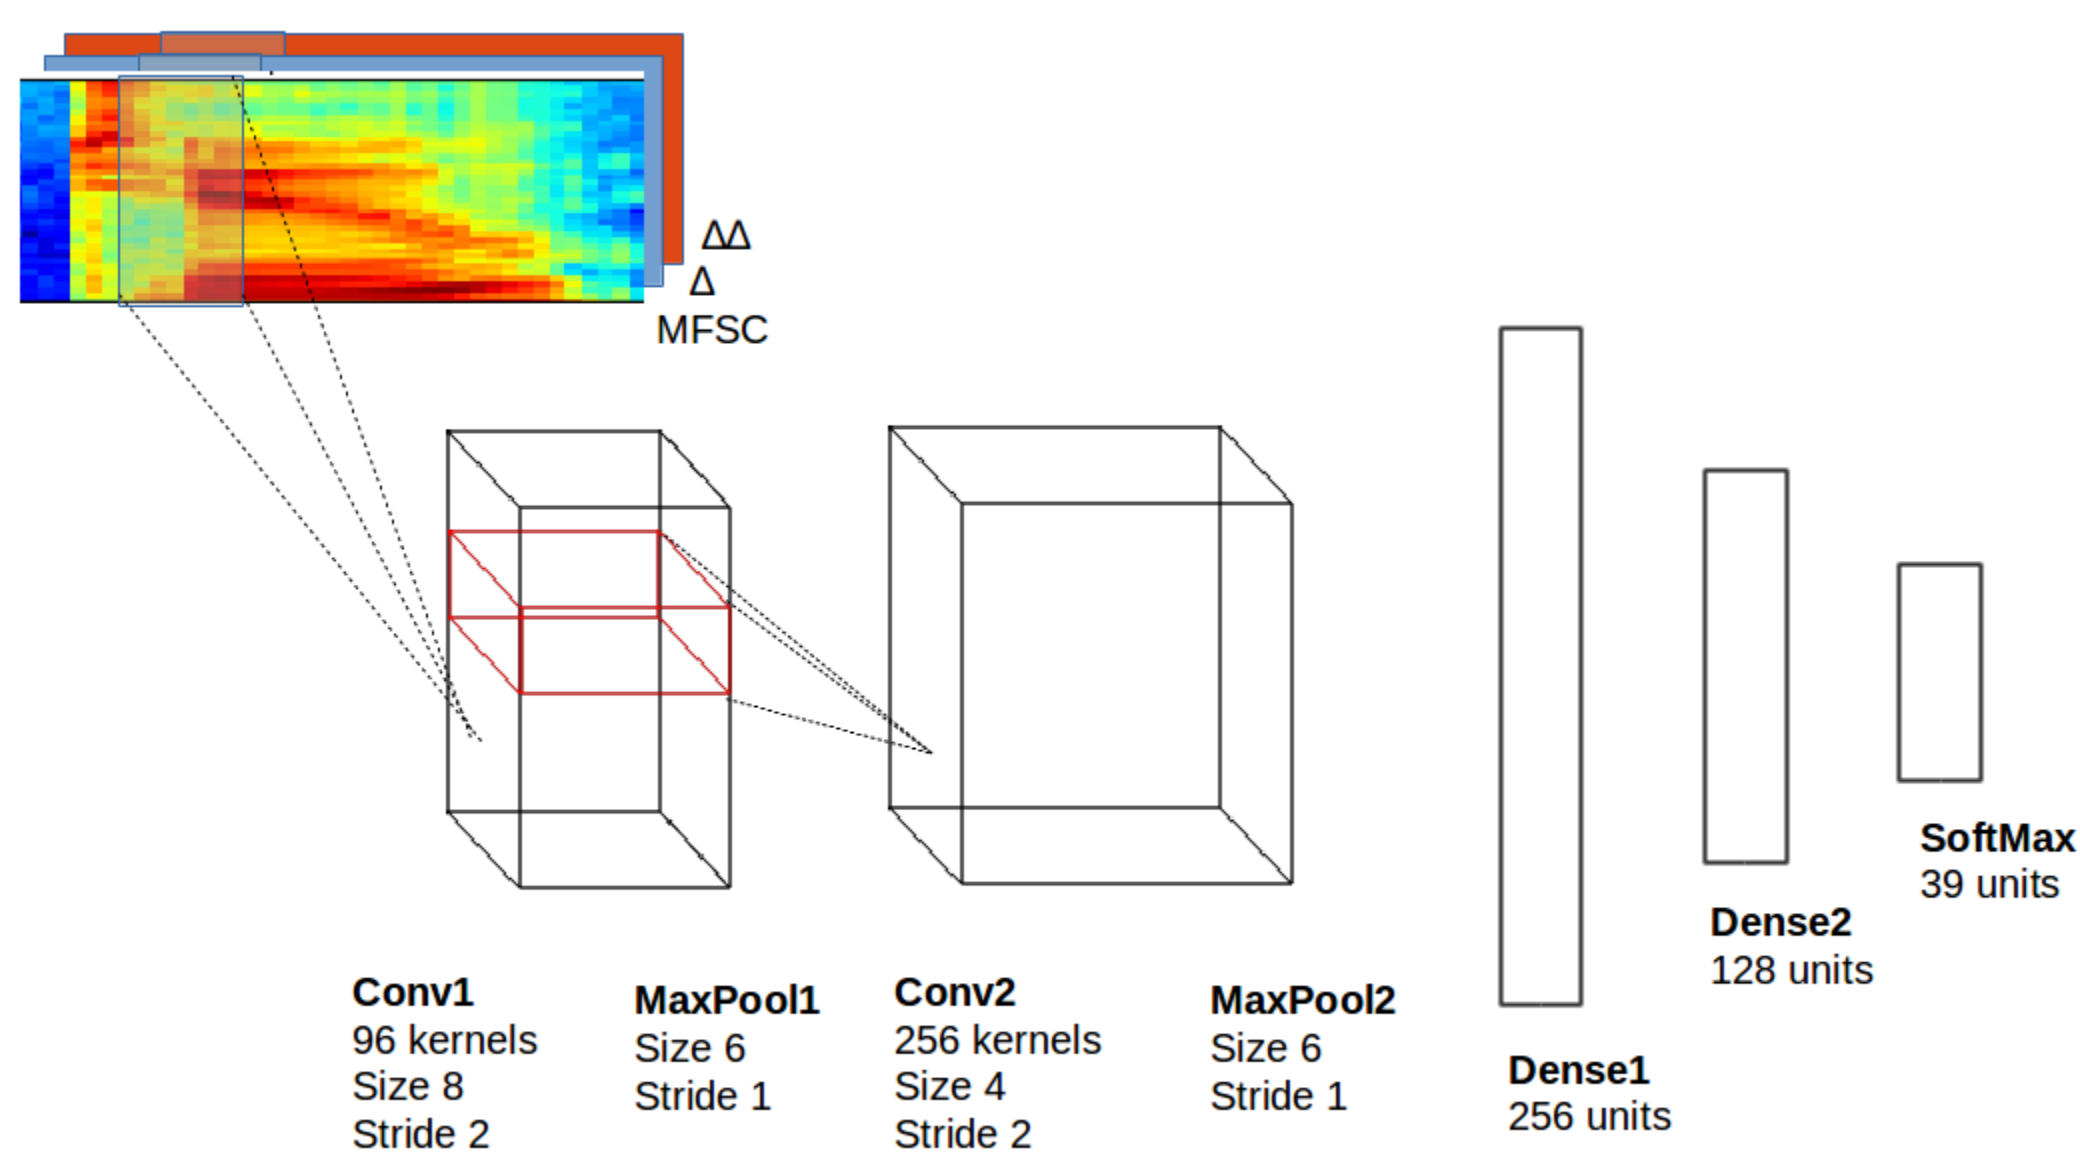 ΔΔ
Δ
MFSC
Conv1
96 kernels
Size 8
Stride 2
MaxPool1
Size 6
Stride 1
Conv2
256 kernels
Size 4
Stride 2
MaxPool2
Size 6
Stride 1
Dense1
256 units
Dense2
128 units
SoftMax
39 units